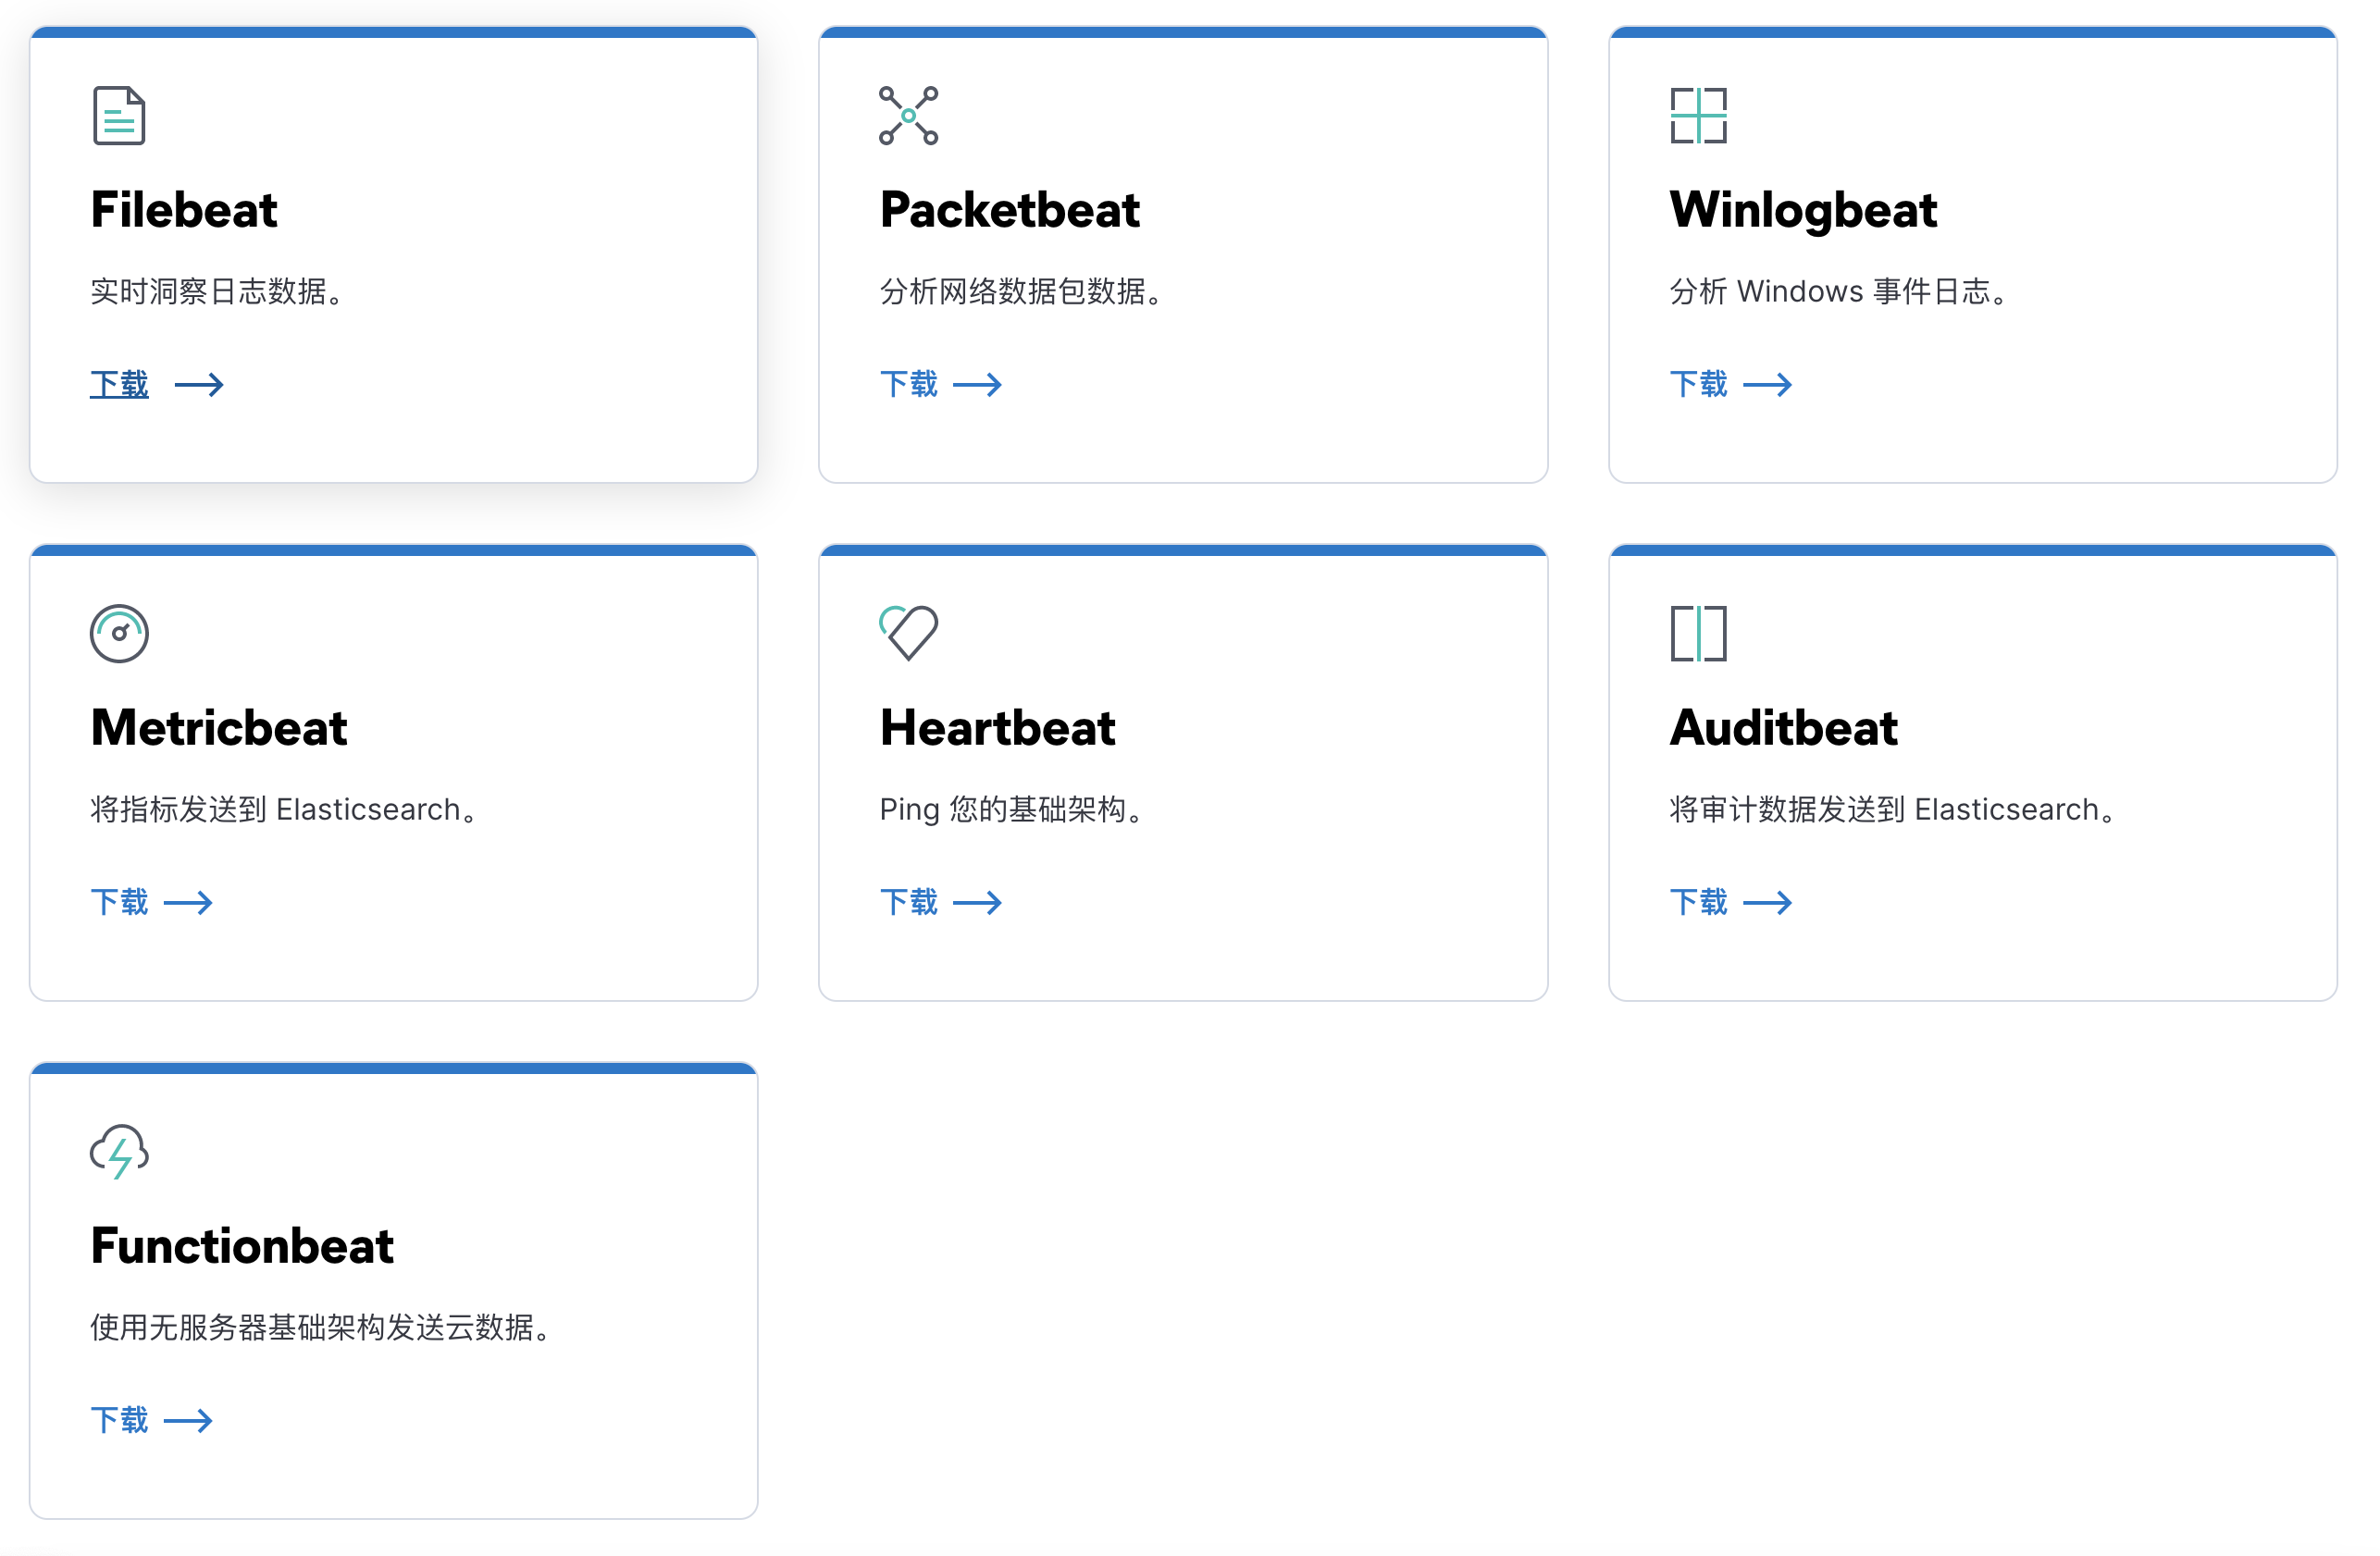 Filebeat
实时洞察日志数据。
下载
Packetbeat
分析网络数据包数据。
下载
Winlogbeat
分析 Windows 事件日志。
下载
Metricbeat
将指标发送到 Elasticsearch。
下载
Heartbeat
Ping 您的基础架构。
下载
Auditbeat
将审计数据发送到 Elasticsearch。
下载
Functionbeat
使用无服务器基础架构发送云数据。
下载